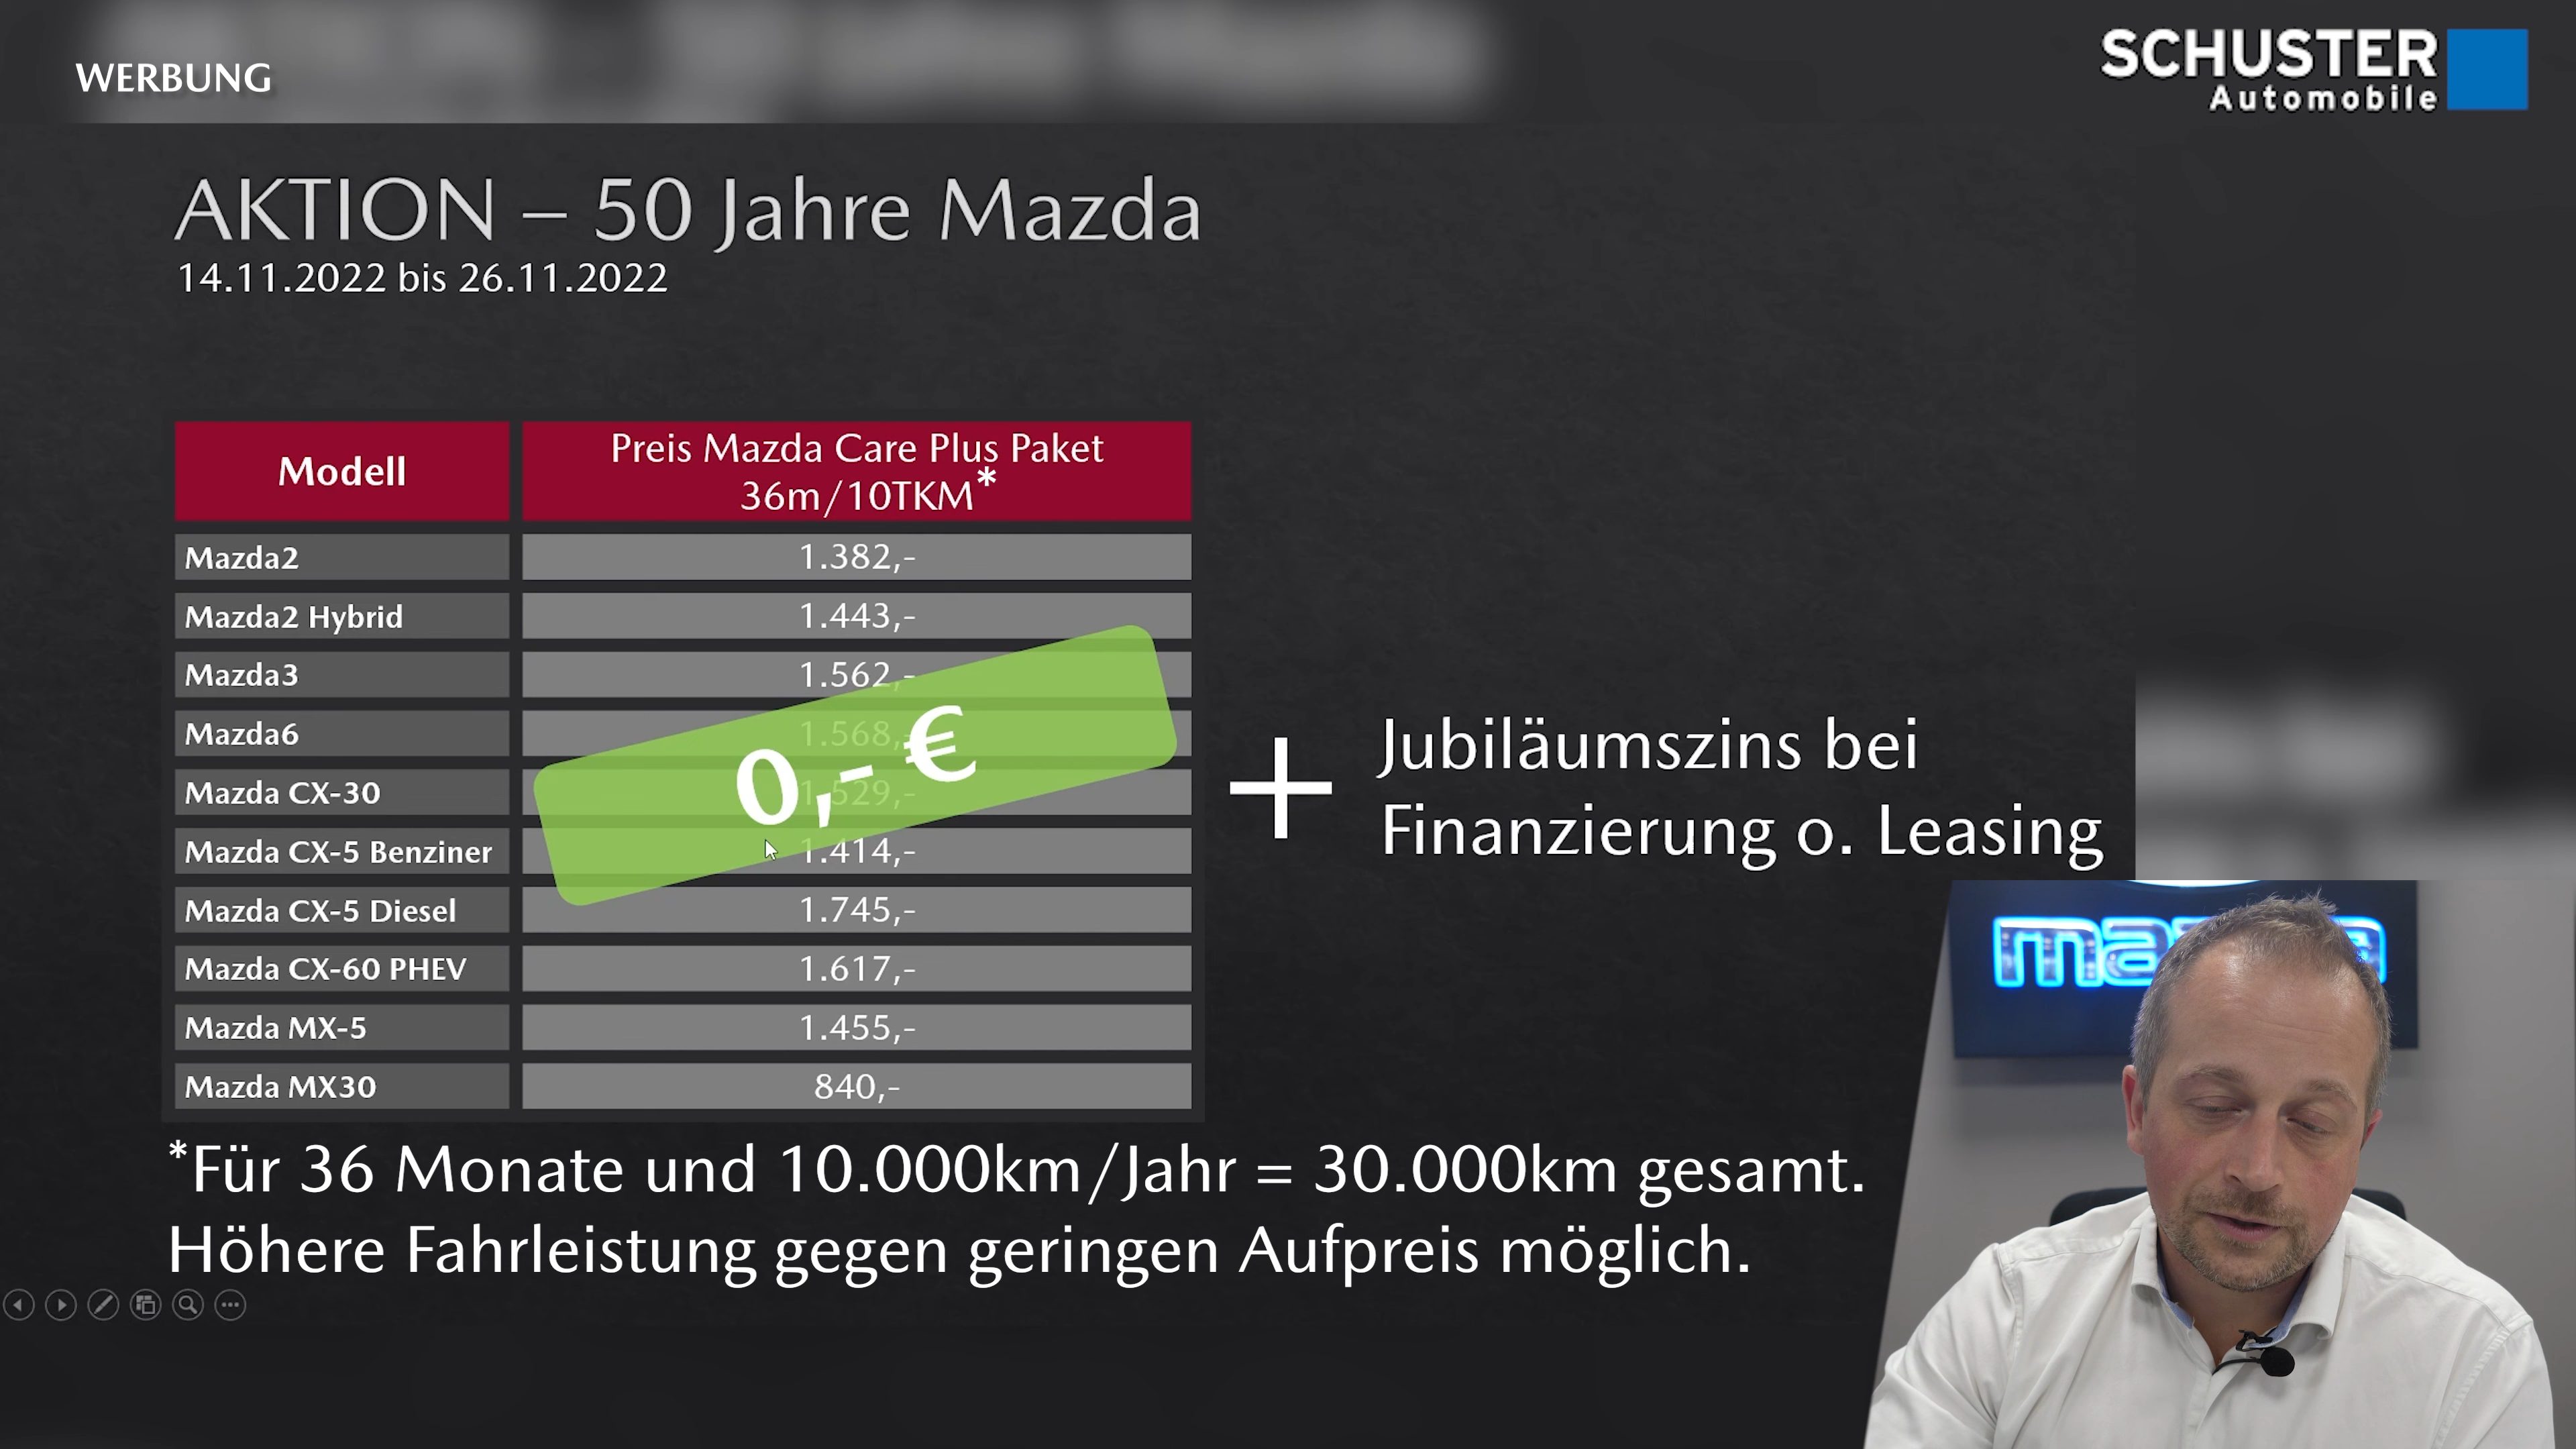 WERBUNG
SCHUSTER
Automobile
AKTION – 50 Jahre Mazda
14.11.2022 bis 26.11.2022
Modell
Preis Mazda Care Plus Paket
36m/10TKM*
Mazda2
1.382,-
Mazda2 Hybrid
1.443,-
Mazda3
1.562,-
Mazda6
1.568,-
Mazda CX-30
1.529,-
Mazda CX-5 Benziner
1.414,-
Mazda CX-5 Diesel
1.745,-
Mazda CX-60 PHEV
1.617,-
Mazda MX-5
1.455,-
Mazda MX30
840,-
0,- €
+
Jubiläumszins bei
Finanzierung o. Leasing
*Für 36 Monate und 10.000km/Jahr = 30.000km gesamt.
Höhere Fahrleistung gegen geringen Aufpreis möglich.